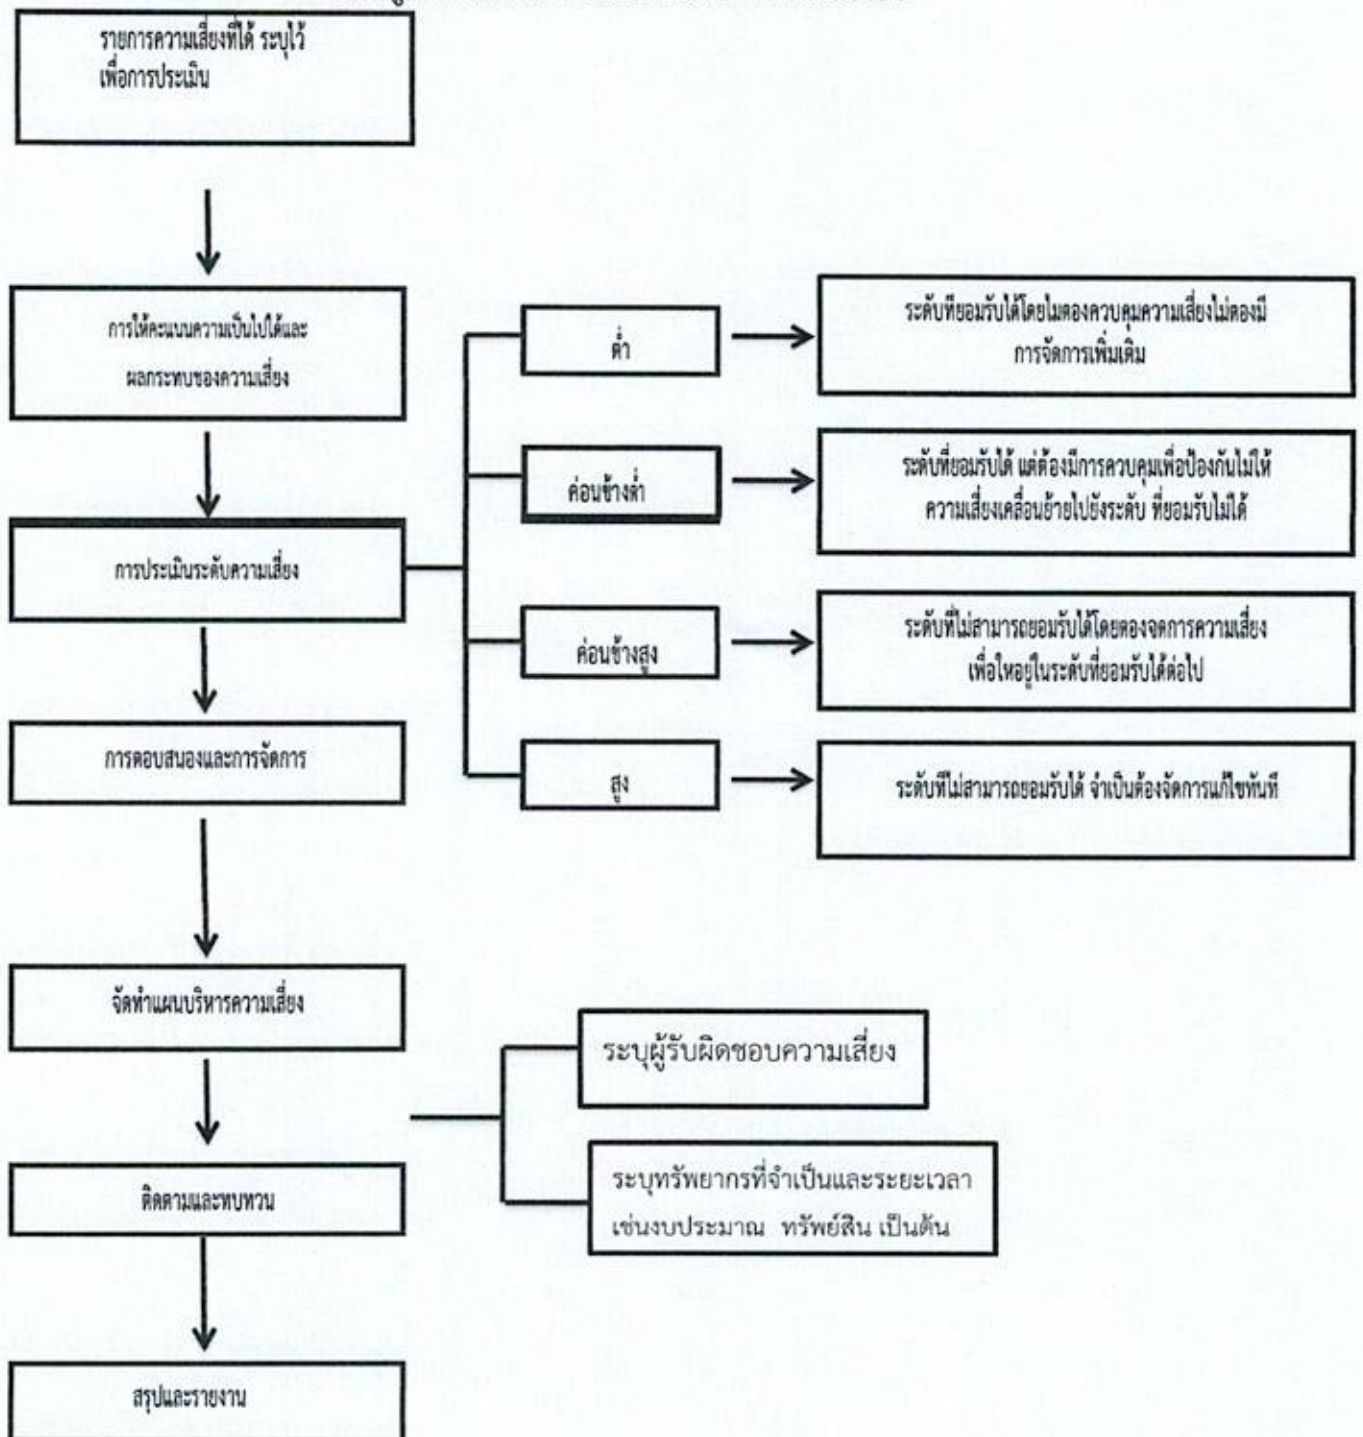 รายการความเสี่ยงที่ได้ ระบุไว้
เพื่อการประเมิน
การให้คะแนนความเป็นไปได้และ
ผลกระทบของความเสี่ยง
การประเมินระดับความเสี่ยง
การตอบสนองและการจัดการ
จัดทำแผนบริหารความเสี่ยง
ติดตามและทบทวน
สรุปและรายงาน
ต่ำ
ระดับที่ยอมรับได้โดยไมตองควบคุมความเสี่ยงไม่ตองมี
การจัดการเพิ่มเติม
ค่อนข้างต่ำ
ระดับที่ยอมรับได้ แต่ต้องมีการควบคุมเพื่อป้องกันไม่ให้
ความเสี่ยงเคลื่อนย้ายไปยังระดับ ที่ยอมรับไม่ได้
ค่อนข้างสูง
ระดับที่ไม่สามารถยอมรับได้โดยตองจดการความเสี่ยง
เพื่อใหอยู่ในระดับที่ยอมรับได้ต่อไป
สูง
ระดับที่ไม่สามารถยอมรับได้ จำเป็นต้องจัดการแก้ไขทันที
ระบุผู้รับผิดชอบความเสี่ยง
ระบุทรัพยากรที่จำเป็นและระยะเวลา
เช่นงบประมาณ ทรัพย์สิน เป็นต้น